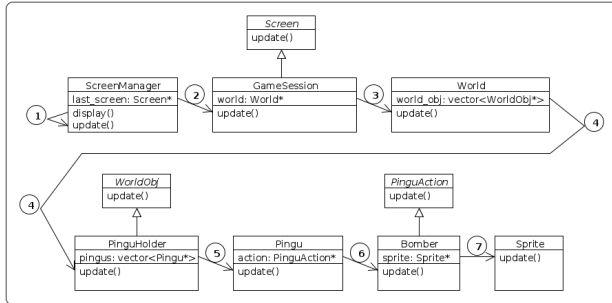 Screen
update()
ScreenManager
last_screen: Screen*
display()
update()
GameSession
world: World*
update()
World
world_obj: vector<WorldObj*>
update()
1
2
3
4
WorldObj
update()
PinguAction
update()
4
PinguHolder
pingus: vector<Pingu*>
update()
Pingu
action: PinguAction*
update()
Bomber
sprite: Sprite*
update()
Sprite
update()
5
6
7